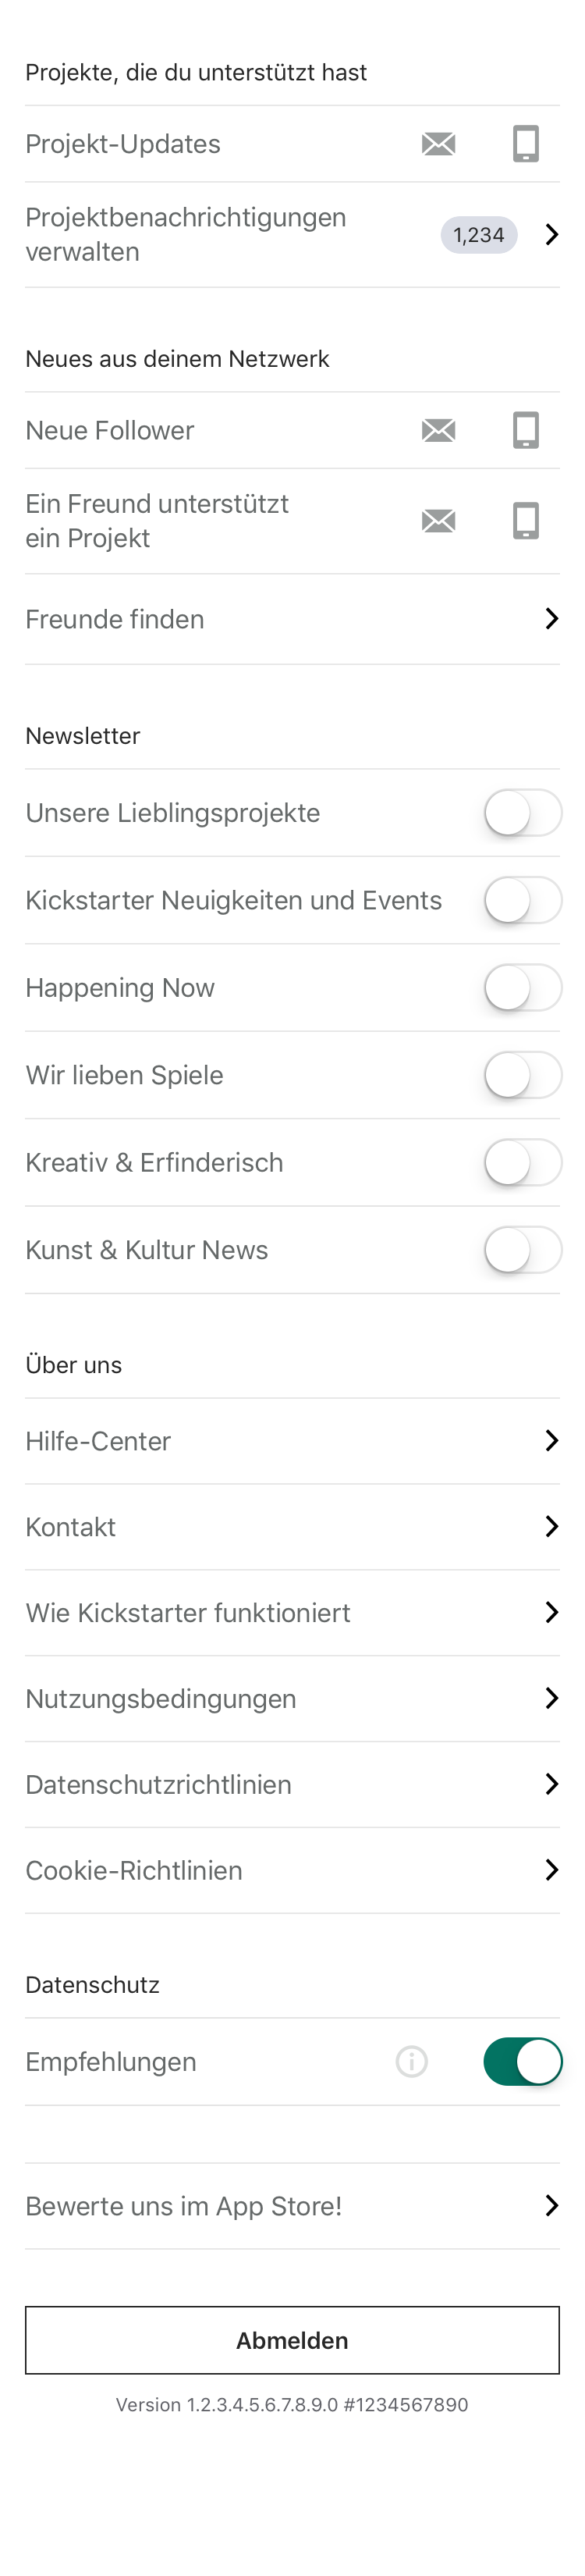 Projekte, die du unterstützt hast
Projekt-Updates
Projektbenachrichtigungen
verwalten
1,234
Neues aus deinem Netzwerk
Neue Follower
Ein Freund unterstützt
ein Projekt
Freunde finden
Newsletter
Unsere Lieblingsprojekte
Kickstarter Neuigkeiten und Events
Happening Now
Wir lieben Spiele
Kreativ & Erfinderisch
Kunst & Kultur News
Über uns
Hilfe-Center
Kontakt
Wie Kickstarter funktioniert
Nutzungsbedingungen
Datenschutzrichtlinien
Cookie-Richtlinien
Datenschutz
Empfehlungen
Bewerte uns im App Store!
Abmelden
Version 1.2.3.4.5.6.7.8.9.0 #1234567890